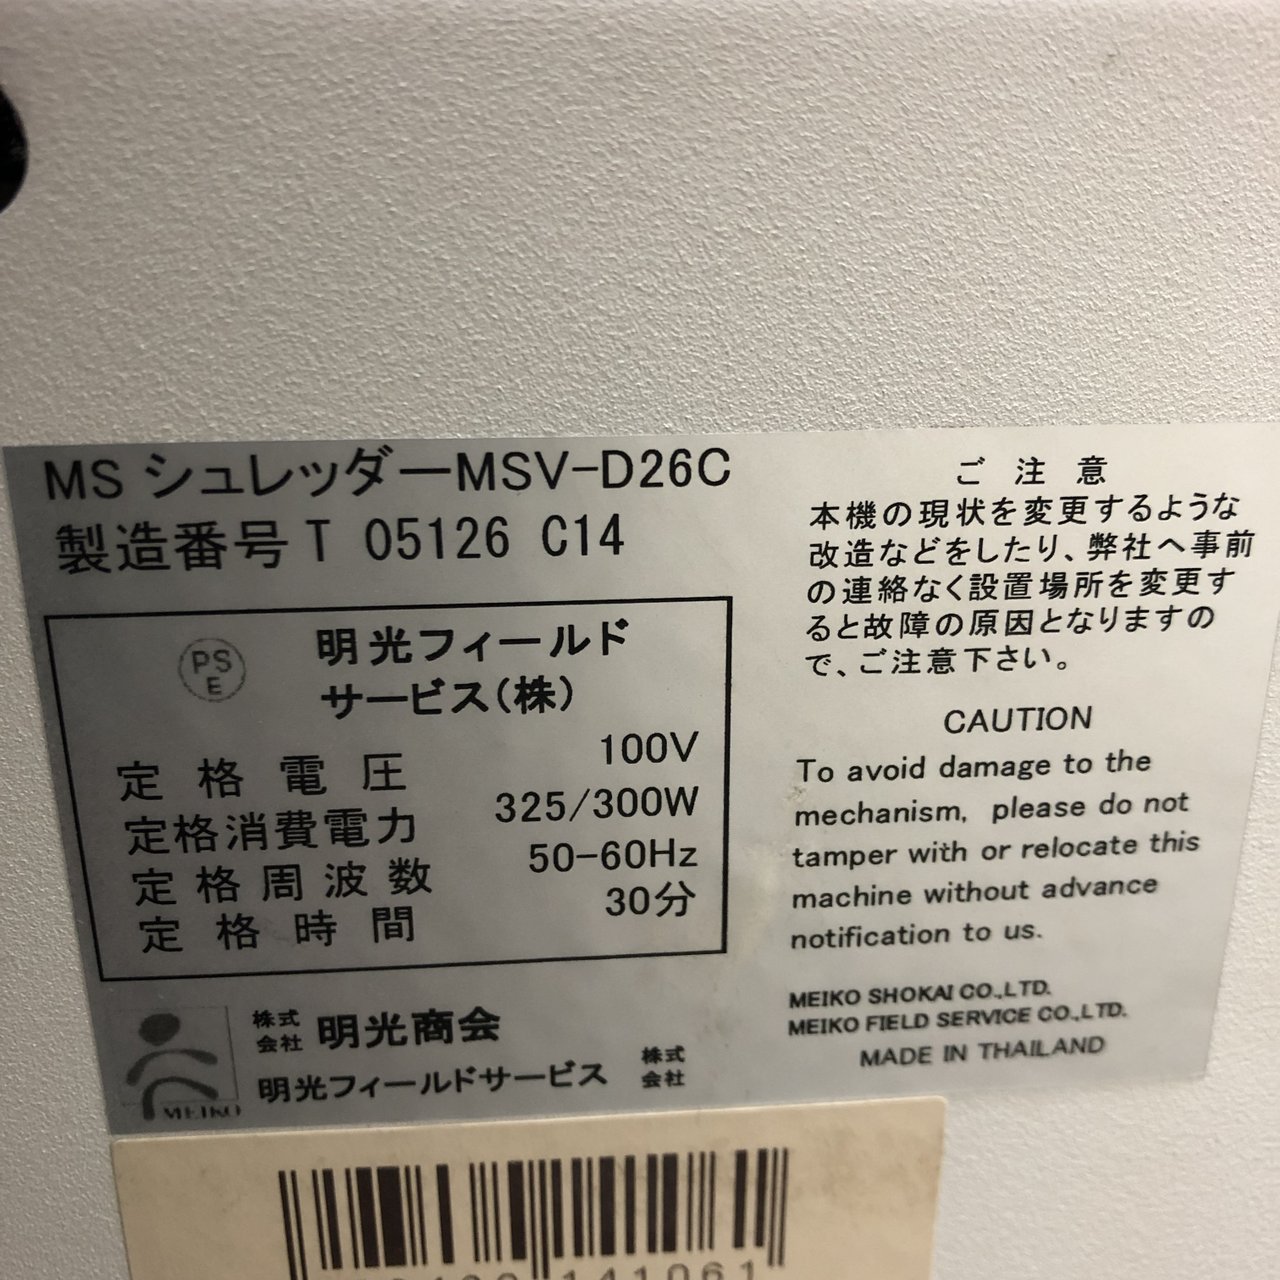 MS シュレッダーMSV-D26C
製造番号 T 05126 C14
PS
E
明光フィールド
サービス(株)
定格電圧 100V
定格消費電力 325/300W
定格周波数 50-60Hz
定格時間 30分
MEIKO
株式会社 明光商会
明光フィールドサービス 株式会社
ご注意
本機の現状を変更するような
改造などをしたり、弊社へ事前
の連絡なく設置場所を変更す
ると故障の原因となりますの
で、ご注意下さい。
CAUTION
To avoid damage to the
mechanism, please do not
tamper with or relocate this
machine without advance
notification to us.
MEIKO SHOKAI CO.,LTD.
MEIKO FIELD SERVICE CO.,LTD.
MADE IN THAILAND
141061